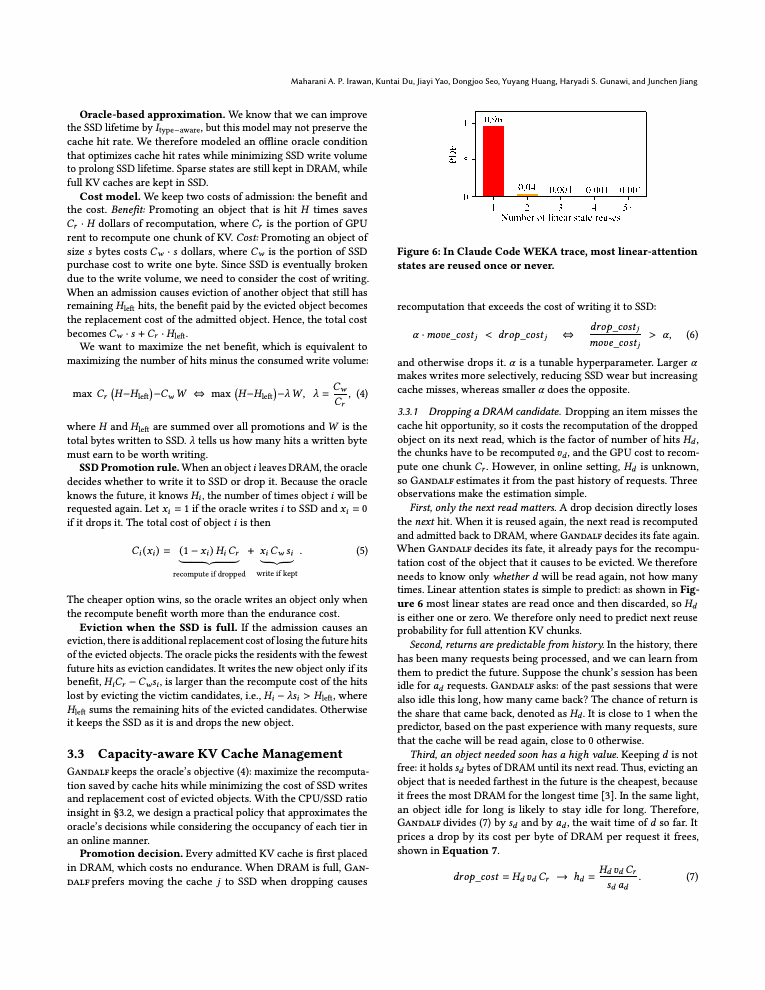 Maharani A. P. Irawan, Kuntai Du, Jiayi Yao, Dongjoo Seo, Yuyang Huang, Haryadi S. Gunawi, and Junchen Jiang
Oracle-based approximation. We know that we can improve
the SSD lifetime by I_type−aware, but this model may not preserve the
cache hit rate. We therefore modeled an offline oracle condition
that optimizes cache hit rates while minimizing SSD write volume
to prolong SSD lifetime. Sparse states are still kept in DRAM, while
full KV caches are kept in SSD.
Cost model. We keep two costs of admission: the benefit and
the cost. Benefit: Promoting an object that is hit H times saves
C_r · H dollars of recomputation, where C_r is the portion of GPU
rent to recompute one chunk of KV. Cost: Promoting an object of
size s bytes costs C_w · s dollars, where C_w is the portion of SSD
purchase cost to write one byte. Since SSD is eventually broken
due to the write volume, we need to consider the cost of writing.
When an admission causes eviction of another object that still has
remaining H_left hits, the benefit paid by the evicted object becomes
the replacement cost of the admitted object. Hence, the total cost
becomes C_w · s + C_r · H_left.
We want to maximize the net benefit, which is equivalent to
maximizing the number of hits minus the consumed write volume:
max C_r (H−H_left)−C_w W ⇔ max (H−H_left)−λ W, λ = C_w/C_r, (4)
where H and H_left are summed over all promotions and W is the
total bytes written to SSD. λ tells us how many hits a written byte
must earn to be worth writing.
SSD Promotion rule. When an object i leaves DRAM, the oracle
decides whether to write it to SSD or drop it. Because the oracle
knows the future, it knows H_i, the number of times object i will be
requested again. Let x_i = 1 if the oracle writes i to SSD and x_i = 0
if it drops it. The total cost of object i is then
C_i(x_i) = (1 − x_i) H_i C_r + x_i C_w s_i . (5)
recompute if dropped write if kept
The cheaper option wins, so the oracle writes an object only when
the recompute benefit worth more than the endurance cost.
Eviction when the SSD is full. If the admission causes an
eviction, there is additional replacement cost of losing the future hits
of the evicted objects. The oracle picks the residents with the fewest
future hits as eviction candidates. It writes the new object only if its
benefit, H_iC_r − C_ws_i, is larger than the recompute cost of the hits
lost by evicting the victim candidates, i.e., H_i − λs_i > H_left, where
H_left sums the remaining hits of the evicted candidates. Otherwise
it keeps the SSD as it is and drops the new object.
3.3 Capacity-aware KV Cache Management
Gandalf keeps the oracle's objective (4): maximize the recomputa-
tion saved by cache hits while minimizing the cost of SSD writes
and replacement cost of evicted objects. With the CPU/SSD ratio
insight in §3.2, we design a practical policy that approximates the
oracle's decisions while considering the occupancy of each tier in
an online manner.
Promotion decision. Every admitted KV cache is first placed
in DRAM, which costs no endurance. When DRAM is full, Gan-
dalf prefers moving the cache j to SSD when dropping causes
1
0.96
PDF
0
0.04
0.001
0.001
0.001
1 2 3 4 5+
Number of linear state reuses
Figure 6: In Claude Code WEKA trace, most linear-attention
states are reused once or never.
recomputation that exceeds the cost of writing it to SSD:
α · move_cost_j < drop_cost_j ⇔ drop_cost_j/move_cost_j > α, (6)
and otherwise drops it. α is a tunable hyperparameter. Larger α
makes writes more selectively, reducing SSD wear but increasing
cache misses, whereas smaller α does the opposite.
3.3.1 Dropping a DRAM candidate. Dropping an item misses the
cache hit opportunity, so it costs the recomputation of the dropped
object on its next read, which is the factor of number of hits H_d,
the chunks have to be recomputed v_d, and the GPU cost to recom-
pute one chunk C_r. However, in online setting, H_d is unknown,
so Gandalf estimates it from the past history of requests. Three
observations make the estimation simple.
First, only the next read matters. A drop decision directly loses
the next hit. When it is reused again, the next read is recomputed
and admitted back to DRAM, where Gandalf decides its fate again.
When Gandalf decides its fate, it already pays for the recompu-
tation cost of the object that it causes to be evicted. We therefore
needs to know only whether d will be read again, not how many
times. Linear attention states is simple to predict: as shown in Fig-
ure 6 most linear states are read once and then discarded, so H_d
is either one or zero. We therefore only need to predict next reuse
probability for full attention KV chunks.
Second, returns are predictable from history. In the history, there
has been many requests being processed, and we can learn from
them to predict the future. Suppose the chunk's session has been
idle for a_d requests. Gandalf asks: of the past sessions that were
also idle this long, how many came back? The chance of return is
the share that came back, denoted as H_d. It is close to 1 when the
predictor, based on the past experience with many requests, sure
that the cache will be read again, close to 0 otherwise.
Third, an object needed soon has a high value. Keeping d is not
free: it holds s_d bytes of DRAM until its next read. Thus, evicting an
object that is needed farthest in the future is the cheapest, because
it frees the most DRAM for the longest time [3]. In the same light,
an object idle for long is likely to stay idle for long. Therefore,
Gandalf divides (7) by s_d and by a_d, the wait time of d so far. It
prices a drop by its cost per byte of DRAM per request it frees,
shown in Equation 7.
drop_cost = H_d v_d C_r → h_d = H_d v_d C_r/s_d a_d. (7)